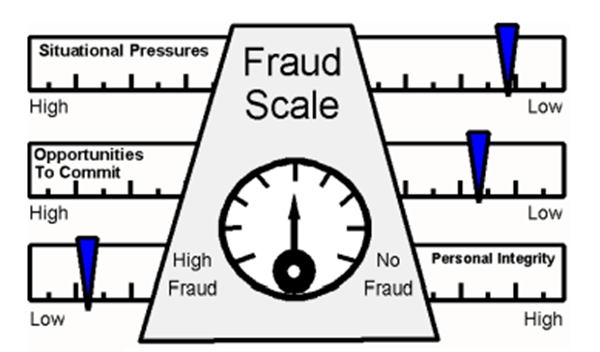 Situational Pressures
Fraud
Scale
High
Low
Opportunities
To Commit
High
Low
High
Fraud
No
Fraud
Personal Integrity
Low
High